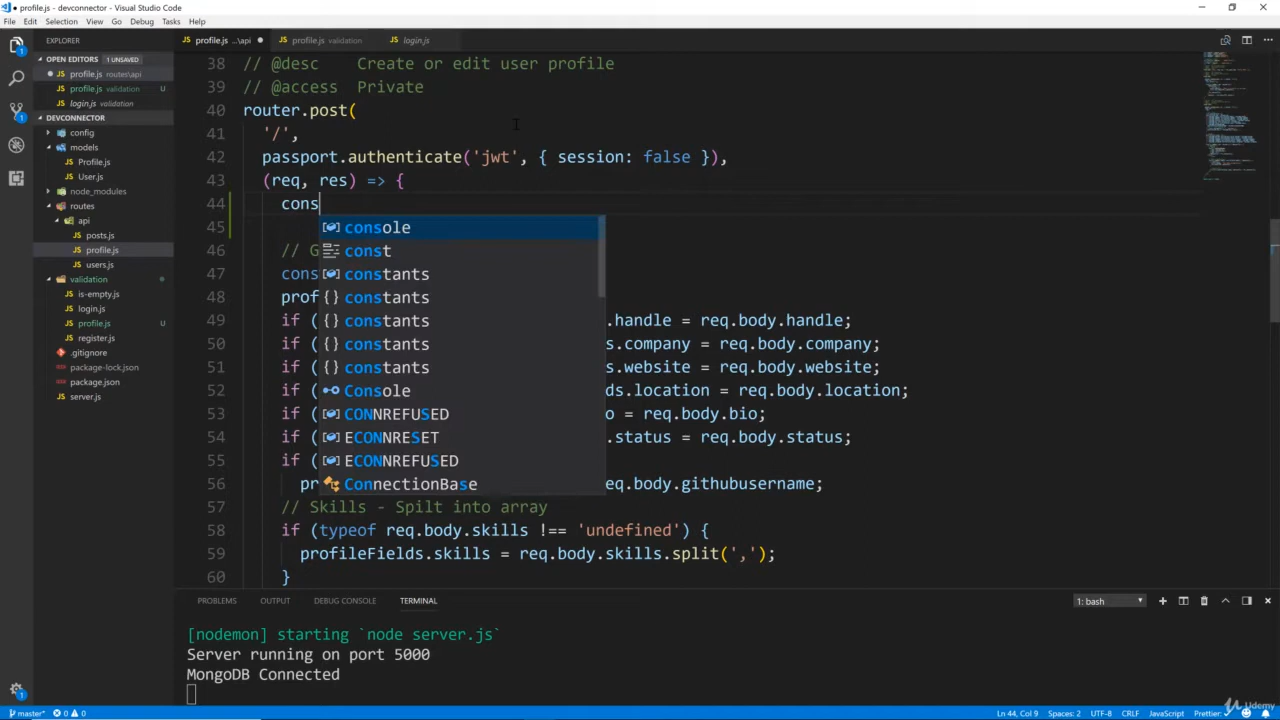 profile.js - devconnector - Visual Studio Code
File Edit Selection View Go Debug Tasks Help
EXPLORER
profile.js ...\api
profile.js validation
login.js
OPEN EDITORS 1 UNSAVED
profile.js routes\api
profile.js validation U
login.js validation
DEVCONNECTOR
config
models
Profile.js
User.js
node_modules
routes
api
posts.js
profile.js
users.js
validation
is-empty.js
login.js
profile.js U
register.js
.gitignore
package-lock.json
package.json
server.js
38 // @desc Create or edit user profile
39 // @access Private
40 router.post(
41 '/',
42 passport.authenticate('jwt', { session: false }),
43 (req, res) => {
44 cons
45
46 // G
47 cons
48 prof
49 if ( .handle = req.body.handle;
50 if ( s.company = req.body.company;
51 if ( s.website = req.body.website;
52 if ( ds.location = req.body.location;
53 if ( o = req.body.bio;
54 if ( .status = req.body.status;
55 if (
56 pr eq.body.githubusername;
57 // Skills - Spilt into array
58 if (typeof req.body.skills !== 'undefined') {
59 profileFields.skills = req.body.skills.split(',');
60 }
console
const
constants
constants
constants
constants
constants
Console
CONNREFUSED
ECONNRESET
ECONNREFUSED
ConnectionBase
PROBLEMS OUTPUT DEBUG CONSOLE TERMINAL
1: bash
[nodemon] starting `node server.js`
Server running on port 5000
MongoDB Connected
master* 0 0
Ln 44, Col 9 Spaces: 2 UTF-8 CRLF JavaScript Prettier: ✓
Udemy